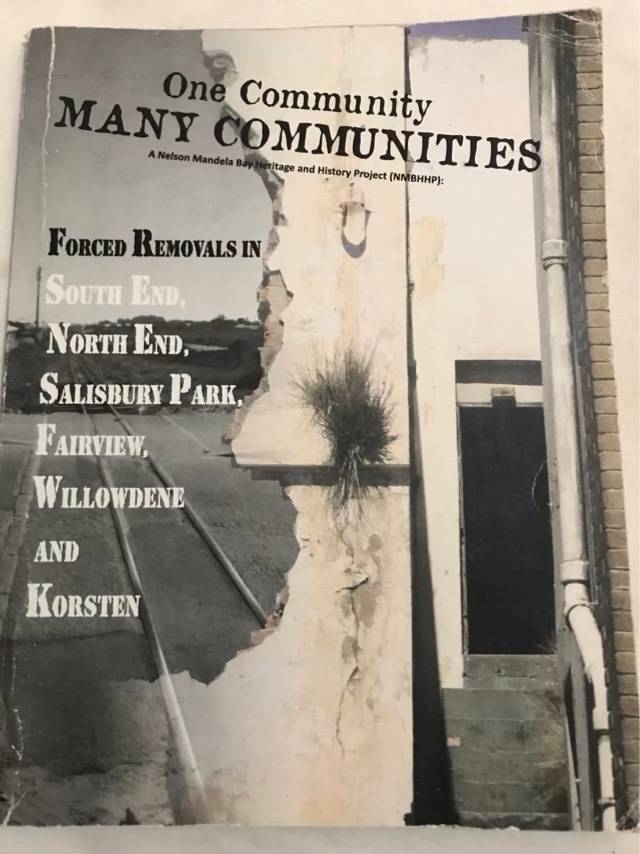 One Community
MANY COMMUNITIES
A Nelson Mandela Bay Heritage and History Project (NMBHHP):
FORCED REMOVALS IN
SOUTH END,
NORTH END,
SALISBURY PARK,
FAIRVIEW,
WILLOWDENE
AND
KORSTEN